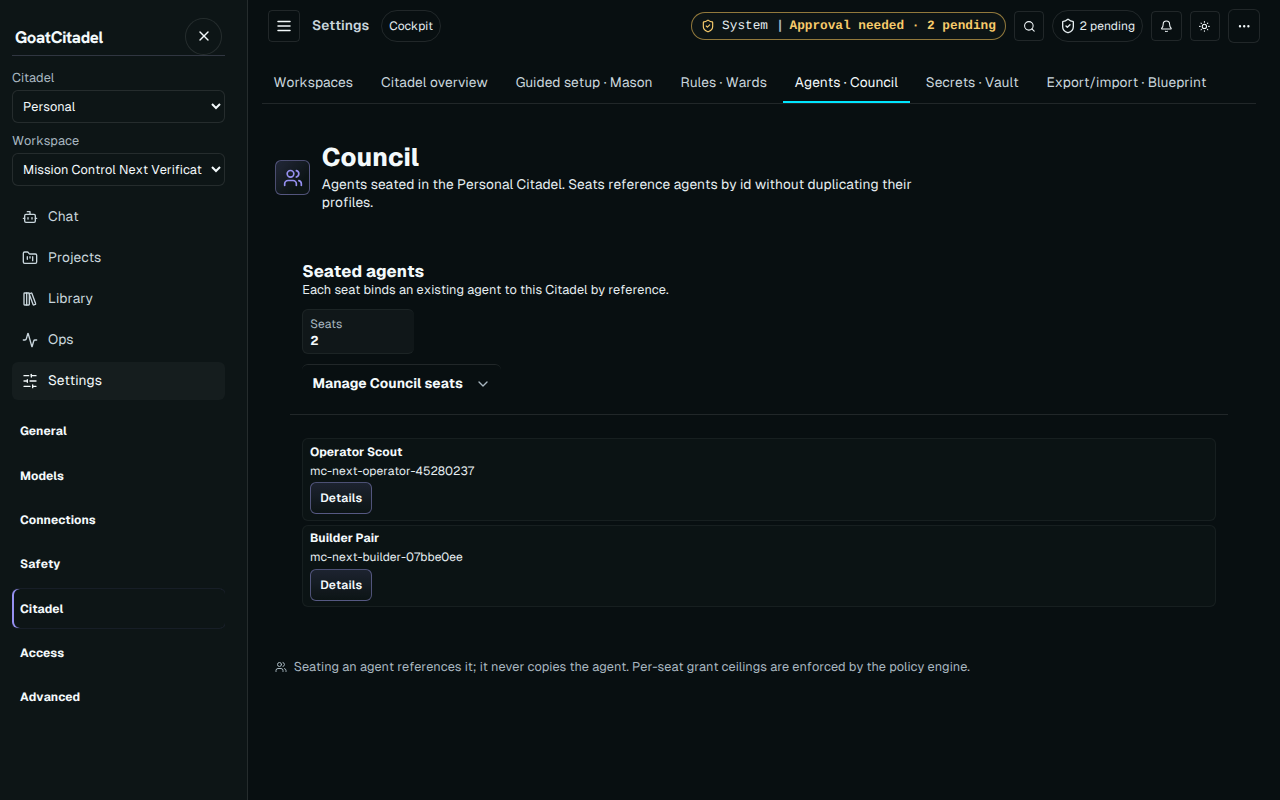 GoatCitadel
Citadel
Personal
Workspace
Mission Control Next Verificat
Chat
Projects
Library
Ops
Settings
General
Models
Connections
Safety
Citadel
Access
Advanced
Settings
Cockpit
System | Approval needed · 2 pending
2 pending
Workspaces
Citadel overview
Guided setup · Mason
Rules · Wards
Agents · Council
Secrets · Vault
Export/import · Blueprint
Council
Agents seated in the Personal Citadel. Seats reference agents by id without duplicating their
profiles.
Seated agents
Each seat binds an existing agent to this Citadel by reference.
Seats
2
Manage Council seats
Operator Scout
mc-next-operator-45280237
Details
Builder Pair
mc-next-builder-07bbe0ee
Details
Seating an agent references it; it never copies the agent. Per-seat grant ceilings are enforced by the policy engine.